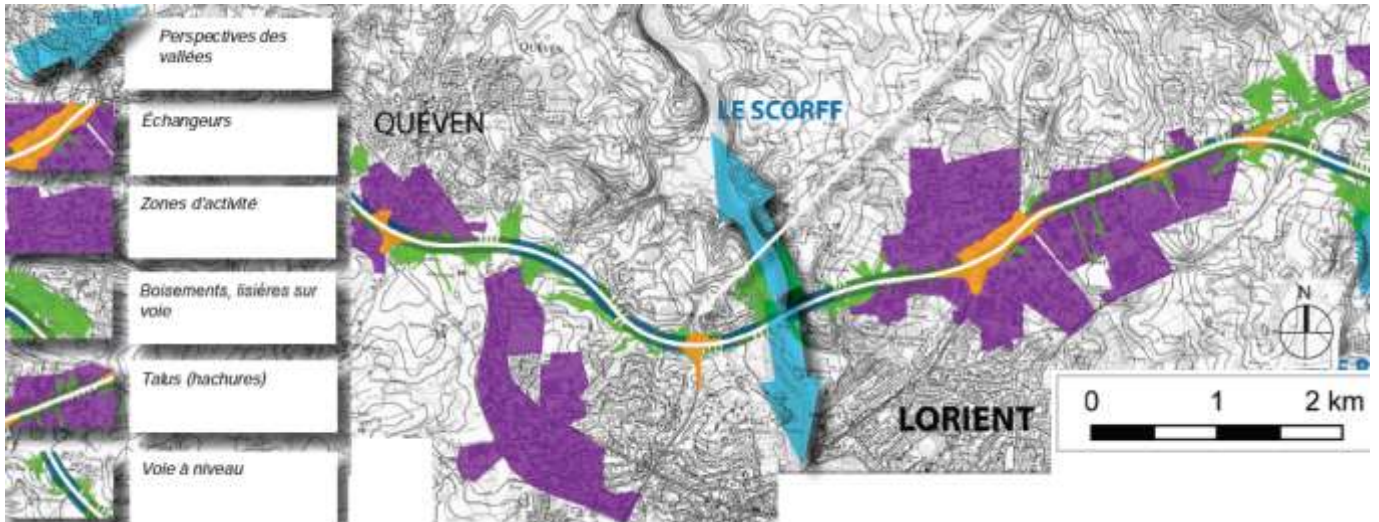 Perspectives des
vallées
Échangeurs
Zones d'activité
Boisements, lisières sur
voie
Talus (hachures)
Voie à niveau
QUÉVEN
QUÉVEN
LE SCORFF
LORIENT
N
0 1 2 km